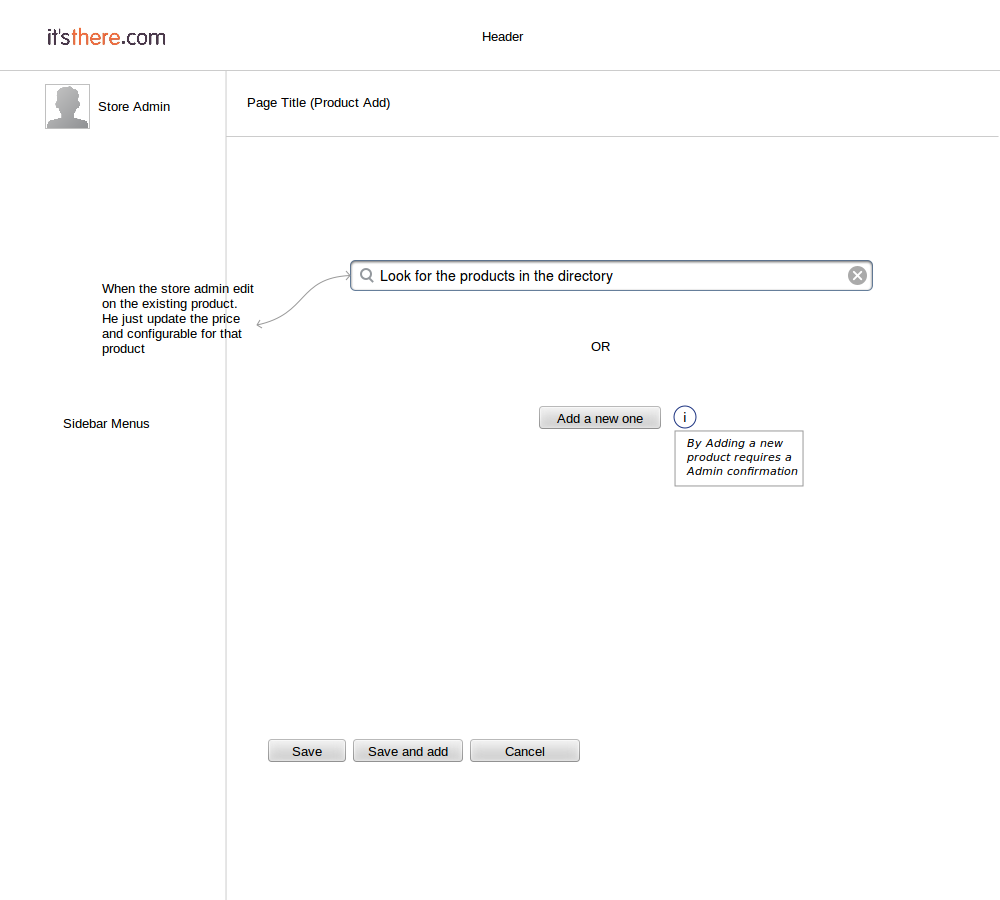 it'sthere.com
Header
Store Admin
Page Title (Product Add)
Look for the products in the directory
When the store admin edit
on the existing product.
He just update the price
and configurable for that
product
OR
Sidebar Menus
Add a new one
i
By Adding a new
product requires a
Admin confirmation
Save
Save and add
Cancel